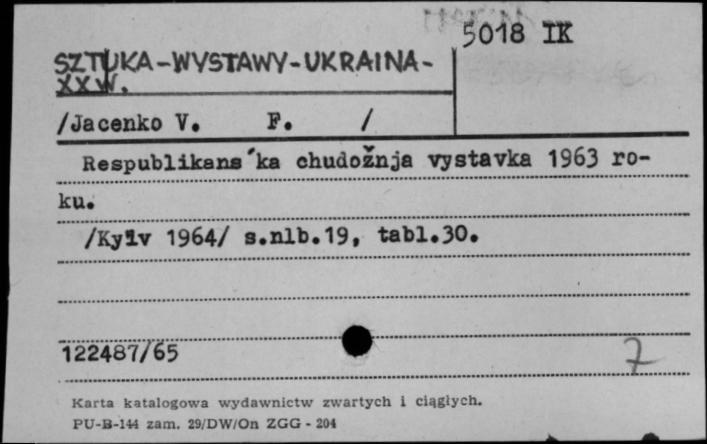 5018 IK
SZTUKA-WYSTAWY-UKRAINA-
XXW.
/Jacenko V. F. /
Respublikans´ka chudožnja vystavka 1963 ro-
ku.
/Kyïv 1964/ s.nlb.19, tabl.30.
122487/65
7
Karta katalogowa wydawnictw zwartych i ciągłych.
PU-B-144 zam. 29/DW/On ZGG - 204